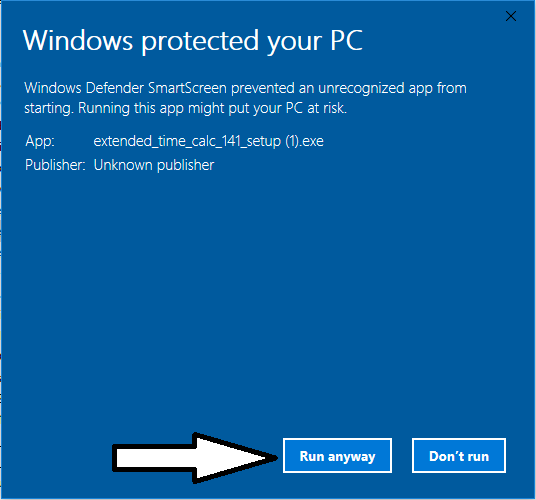 Windows protected your PC
Windows Defender SmartScreen prevented an unrecognized app from
starting. Running this app might put your PC at risk.
App: extended_time_calc_141_setup (1).exe
Publisher: Unknown publisher
Run anyway Don't run